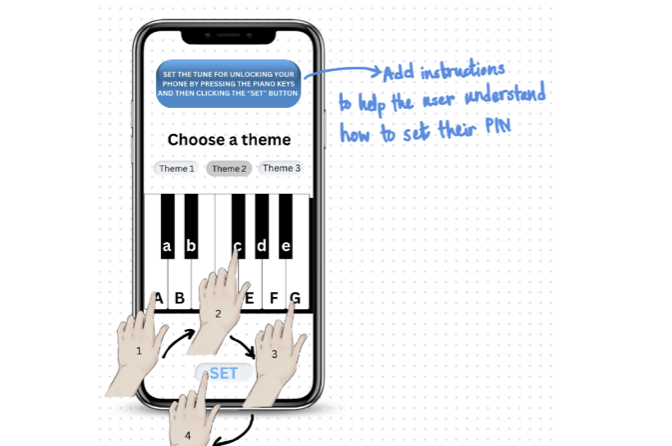 SET THE TUNE FOR UNLOCKING YOUR
PHONE BY PRESSING THE PIANO KEYS
AND THEN CLICKING THE "SET" BUTTON
Add instructions
to help the user understand
how to set their PIN
Choose a theme
Theme 1 Theme 2 Theme 3
a b c d e
A B E F G
2
1
3
SET
4